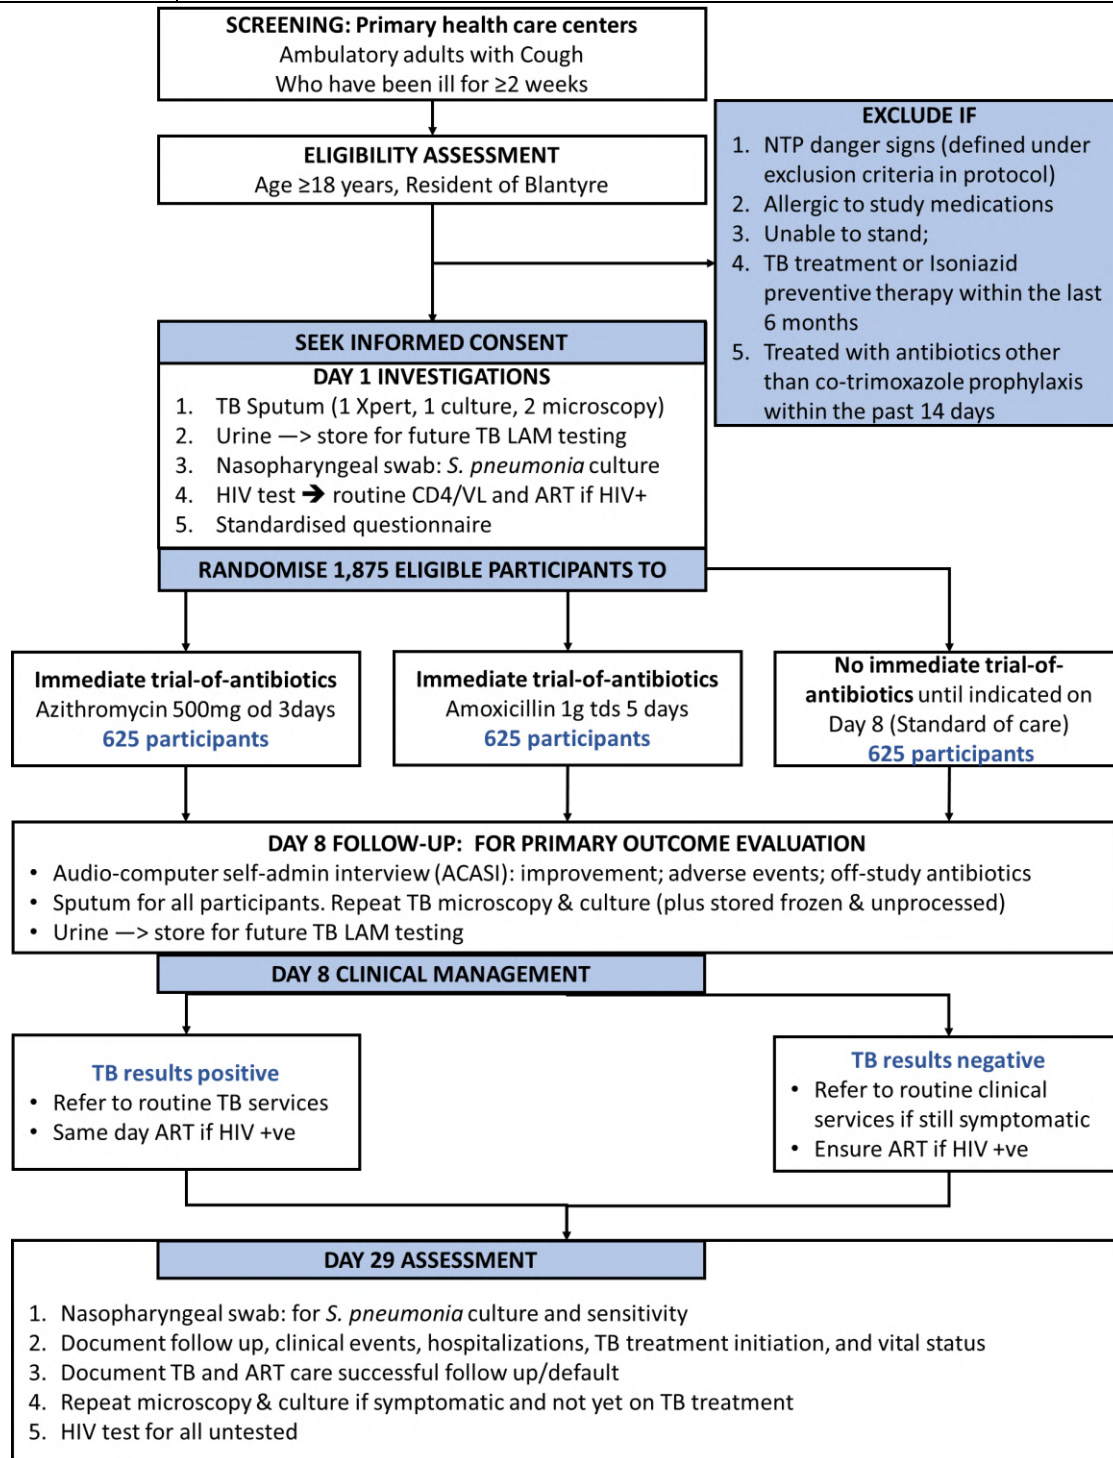 SCREENING: Primary health care centers
Ambulatory adults with Cough
Who have been ill for ≥2 weeks
ELIGIBILITY ASSESSMENT
Age ≥18 years, Resident of Blantyre
EXCLUDE IF
1. NTP danger signs (defined under
exclusion criteria in protocol)
2. Allergic to study medications
3. Unable to stand;
4. TB treatment or Isoniazid
preventive therapy within the last
6 months
5. Treated with antibiotics other
than co-trimoxazole prophylaxis
within the past 14 days
SEEK INFORMED CONSENT
DAY 1 INVESTIGATIONS
1. TB Sputum (1 Xpert, 1 culture, 2 microscopy)
2. Urine —> store for future TB LAM testing
3. Nasopharyngeal swab: S. pneumonia culture
4. HIV test ➔ routine CD4/VL and ART if HIV+
5. Standardised questionnaire
RANDOMISE 1,875 ELIGIBLE PARTICIPANTS TO
Immediate trial-of-antibiotics
Azithromycin 500mg od 3days
625 participants
Immediate trial-of-antibiotics
Amoxicillin 1g tds 5 days
625 participants
No immediate trial-of-
antibiotics until indicated on
Day 8 (Standard of care)
625 participants
DAY 8 FOLLOW-UP: FOR PRIMARY OUTCOME EVALUATION
• Audio-computer self-admin interview (ACASI): improvement; adverse events; off-study antibiotics
• Sputum for all participants. Repeat TB microscopy & culture (plus stored frozen & unprocessed)
• Urine —> store for future TB LAM testing
DAY 8 CLINICAL MANAGEMENT
TB results positive
• Refer to routine TB services
• Same day ART if HIV +ve
TB results negative
• Refer to routine clinical
services if still symptomatic
• Ensure ART if HIV +ve
DAY 29 ASSESSMENT
1. Nasopharyngeal swab: for S. pneumonia culture and sensitivity
2. Document follow up, clinical events, hospitalizations, TB treatment initiation, and vital status
3. Document TB and ART care successful follow up/default
4. Repeat microscopy & culture if symptomatic and not yet on TB treatment
5. HIV test for all untested